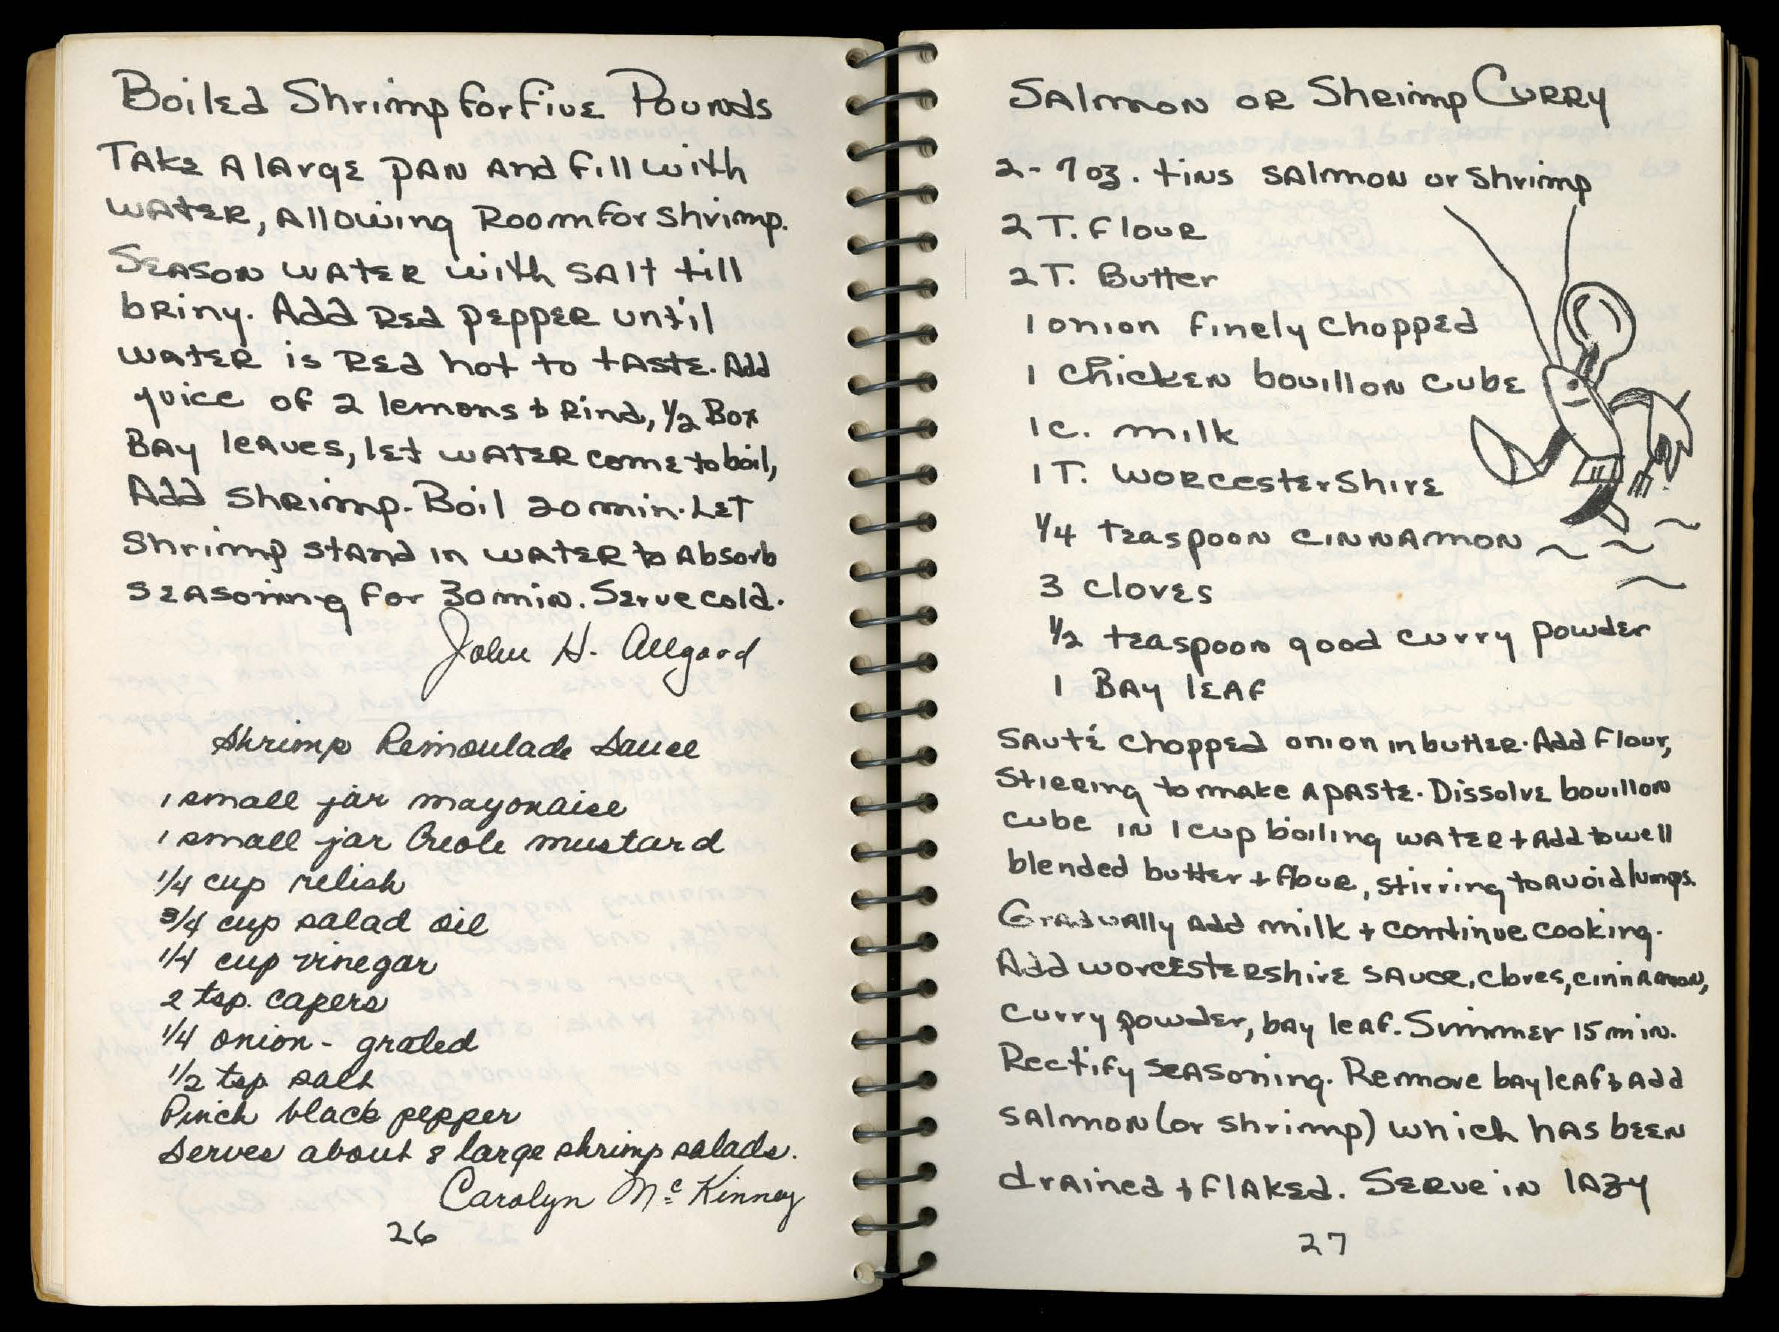 Boiled Shrimp for Five Pounds
Take a large pan and fill with
water, allowing room for shrimp.
Season water with salt till
briny. Add red pepper until
water is red hot to taste. Add
juice of 2 lemons & rind, 1/2 Box
Bay leaves, let water come to boil,
Add shrimp. Boil 20 min. Let
shrimp stand in water to absorb
seasoning for 30 min. Serve cold.
John H. Allgood
Shrimp Remoulade Sauce
1 small jar mayonaise
1 small jar Creole mustard
1/4 cup relish
3/4 cup salad oil
1/4 cup vinegar
2 tsp. capers
1/4 onion - grated
1/2 tsp salt
Pinch black pepper
Serves about 8 large shrimp salads.
Carolyn McKinney
26
Salmon or Shrimp Curry
2 - 7 oz. tins salmon or shrimp
2 T. flour
2 T. Butter
1 onion finely chopped
1 chicken bouillon cube
1 c. milk
1 T. Worcestershire
1/4 teaspoon cinnamon
3 cloves
1/2 teaspoon good curry powder
1 Bay leaf
Sauté chopped onion in butter. Add flour,
stirring to make a paste. Dissolve bouillon
cube in 1 cup boiling water + add to well
blended butter + flour, stirring to avoid lumps.
Gradually add milk + continue cooking.
Add worcestershire sauce, cloves, cinnamon,
curry powder, bay leaf. Simmer 15 min.
Rectify seasoning. Remove bay leaf & add
salmon (or shrimp) which has been
drained + flaked. Serve in lazy
27